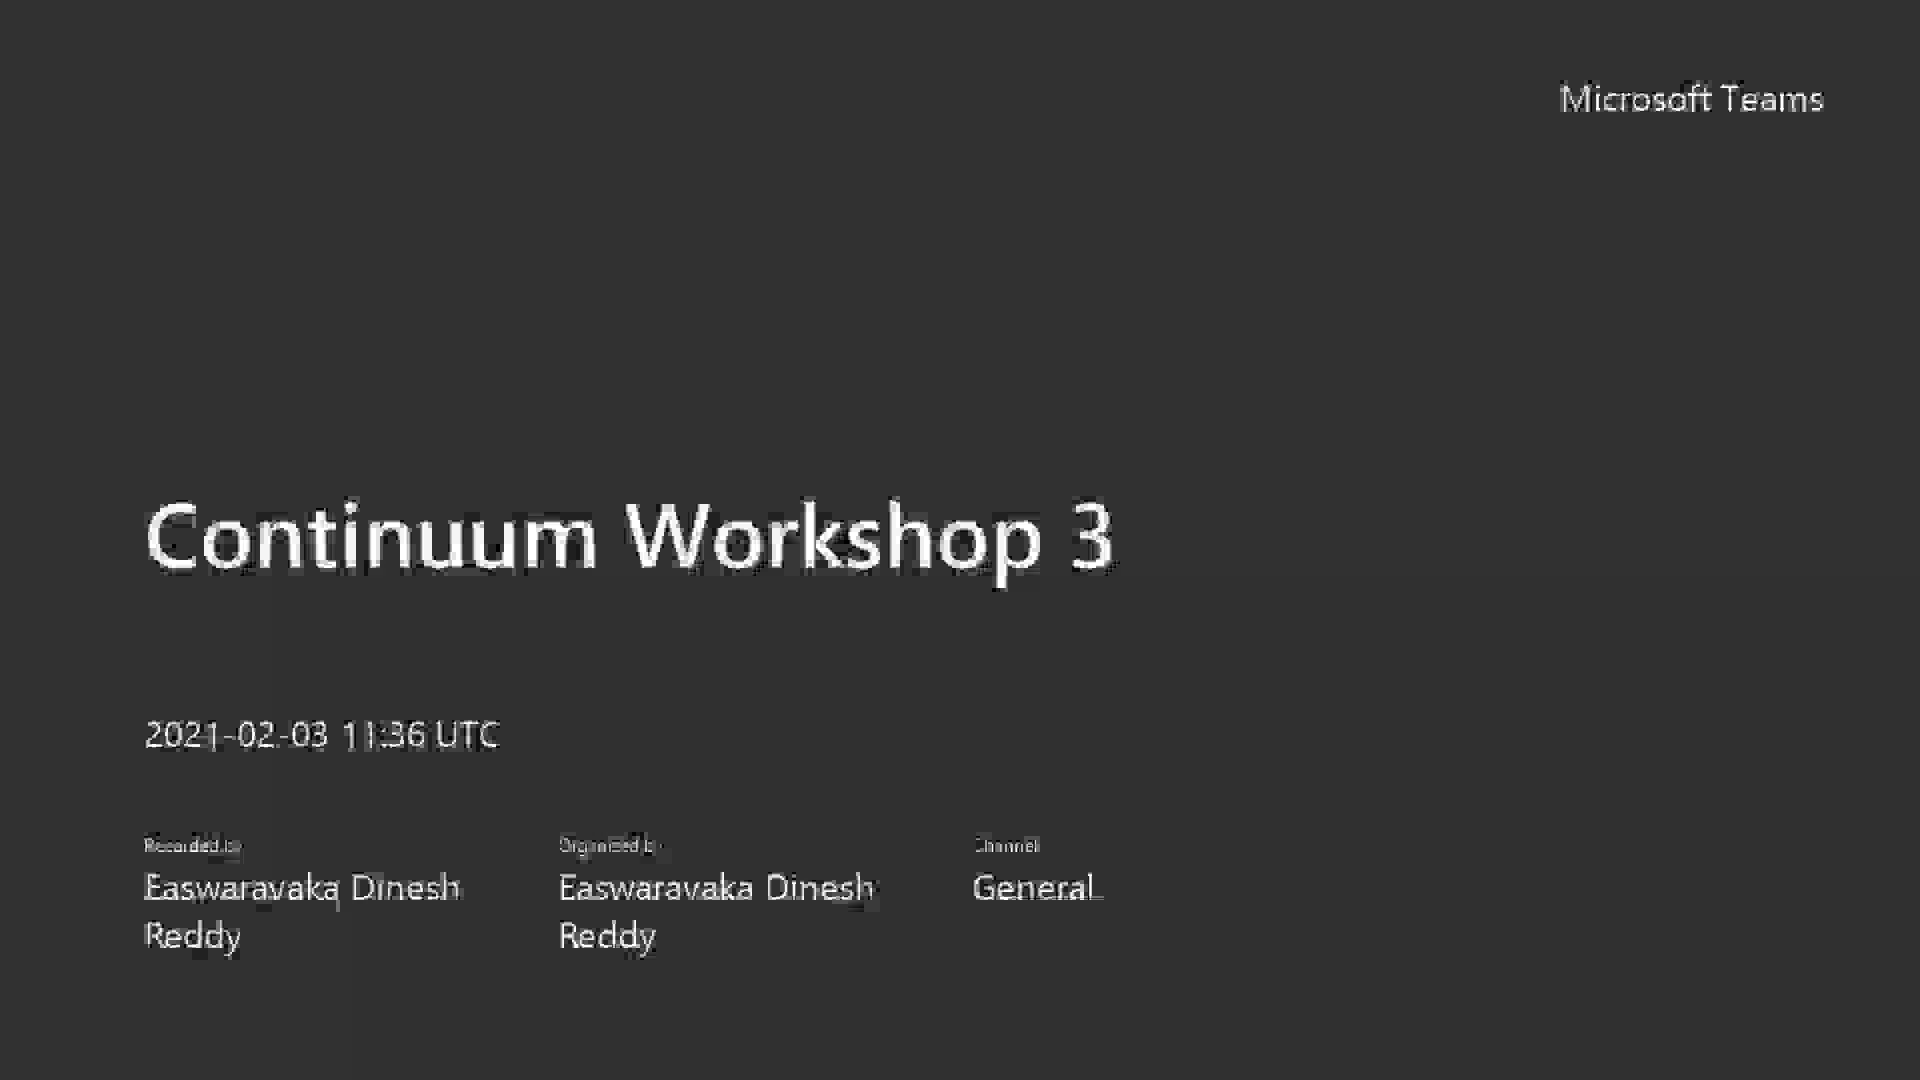 Microsoft Teams
Continuum Workshop 3
2021-02-03 11:36 UTC
Recorded by
Organized by
Channel
Easwaravaka Dinesh
Easwaravaka Dinesh
General
Reddy
Reddy